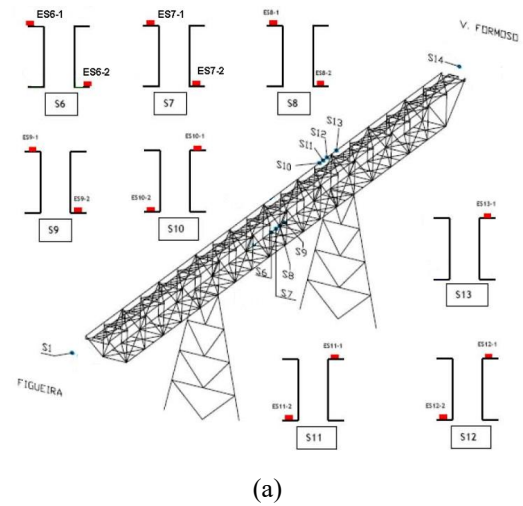 ES6-1
ES7-1
ES8-1
V. FORMOSO
S14
ES6-2
ES7-2
ES8-2
S6
S7
S8
S13
S12
S11
S10
ES9-1
ES10-1
ES9-2
ES10-2
ES13-1
S9
S10
S9
S8
S6
S7
S13
S1
FIGUEIRA
ES11-1
ES12-1
ES11-2
ES12-2
S11
S12
(a)